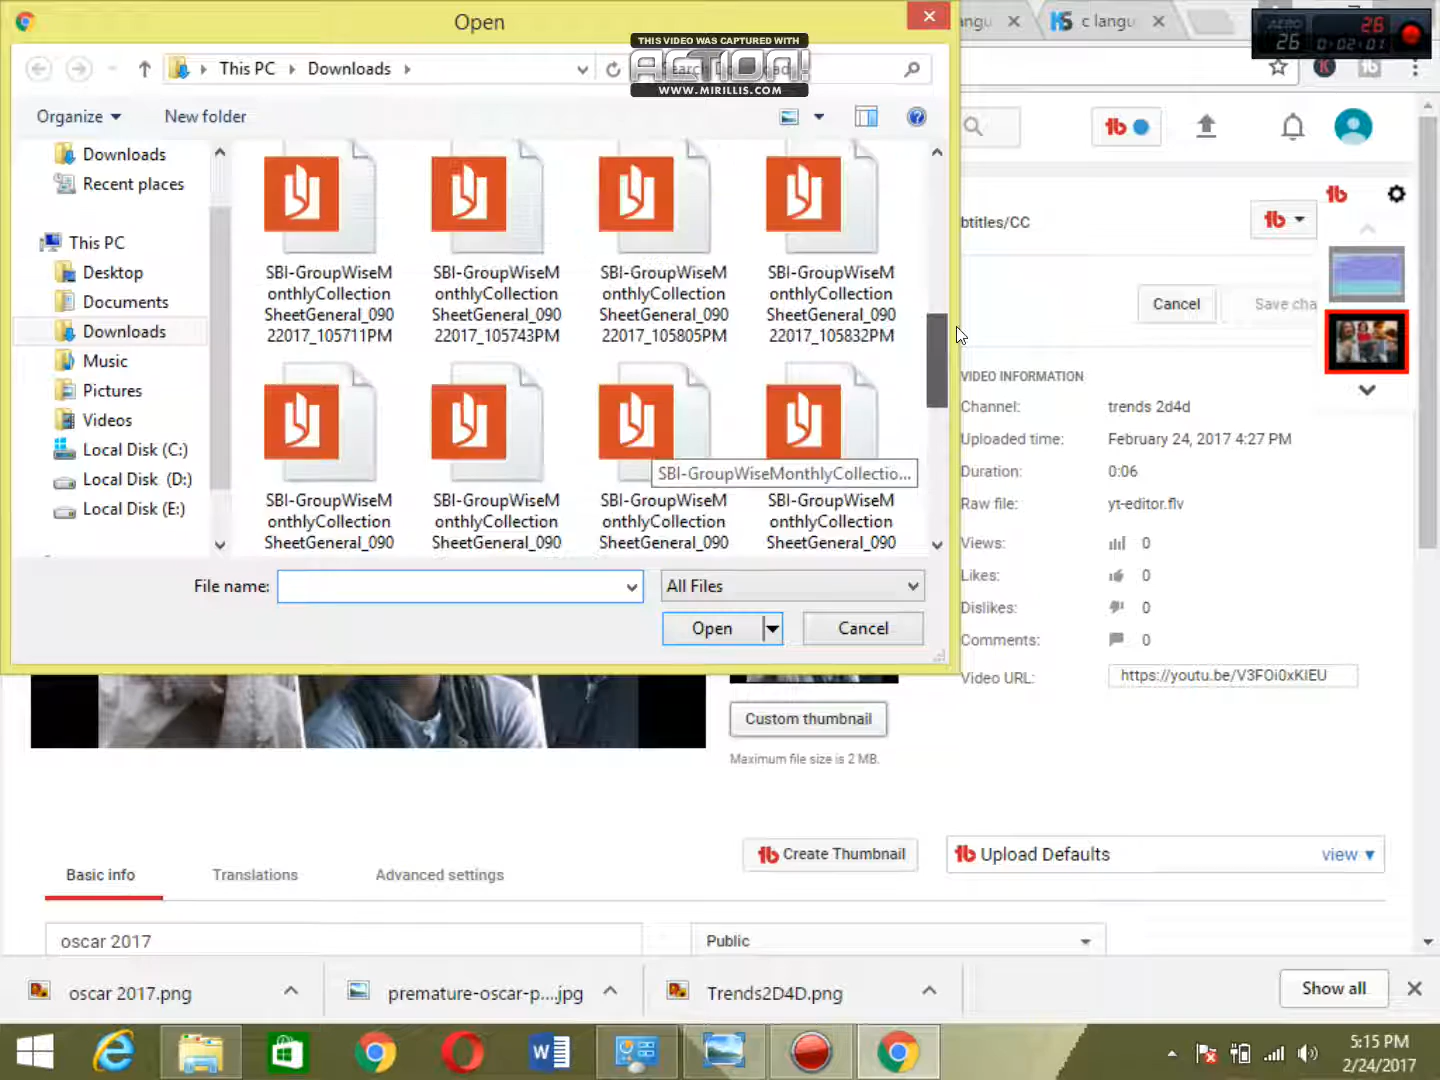 Open
THIS VIDEO WAS CAPTURED WITH
ACTION!
WWW.MIRILLIS.COM
c langu
26
26
0:02:01
This PC
Downloads
Organize
New folder
Downloads
Recent places
This PC
Desktop
Documents
Downloads
Music
Pictures
Videos
Local Disk (C:)
Local Disk (D:)
Local Disk (E:)
SBI-GroupWiseM
onthlyCollection
SheetGeneral_090
22017_105711PM
SBI-GroupWiseM
onthlyCollection
SheetGeneral_090
22017_105743PM
SBI-GroupWiseM
onthlyCollection
SheetGeneral_090
22017_105805PM
SBI-GroupWiseM
onthlyCollection
SheetGeneral_090
22017_105832PM
SBI-GroupWiseMonthlyCollectio...
SBI-GroupWiseM
onthlyCollection
SheetGeneral_090
SBI-GroupWiseM
onthlyCollection
SheetGeneral_090
SBI-GroupWiseM
onthlyCollection
SheetGeneral_090
SBI-GroupWiseM
onthlyCollection
SheetGeneral_090
File name:
All Files
Open
Cancel
btitles/CC
Cancel
Save cha
VIDEO INFORMATION
Channel: trends 2d4d
Uploaded time: February 24, 2017 4:27 PM
Duration: 0:06
Raw file: yt-editor.flv
Views: 0
Likes: 0
Dislikes: 0
Comments: 0
Video URL: https://youtu.be/V3FOi0xKIEU
Custom thumbnail
Maximum file size is 2 MB.
Create Thumbnail
Upload Defaults
view
Basic info
Translations
Advanced settings
oscar 2017
Public
oscar 2017.png
premature-oscar-p....jpg
Trends2D4D.png
Show all
5:15 PM
2/24/2017